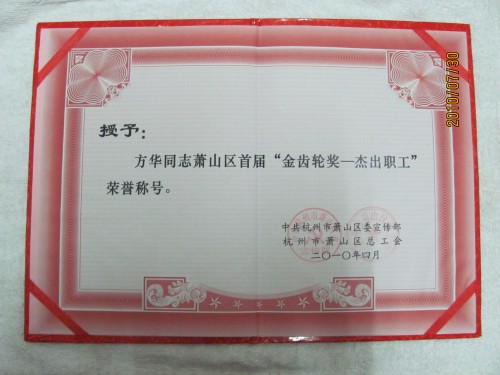 授予：
方华同志萧山区首届“金齿轮奖—杰出职工”
荣誉称号。
中共杭州市萧山区委宣传部
杭州市萧山区总工会
二〇一〇年四月
2010/07/30